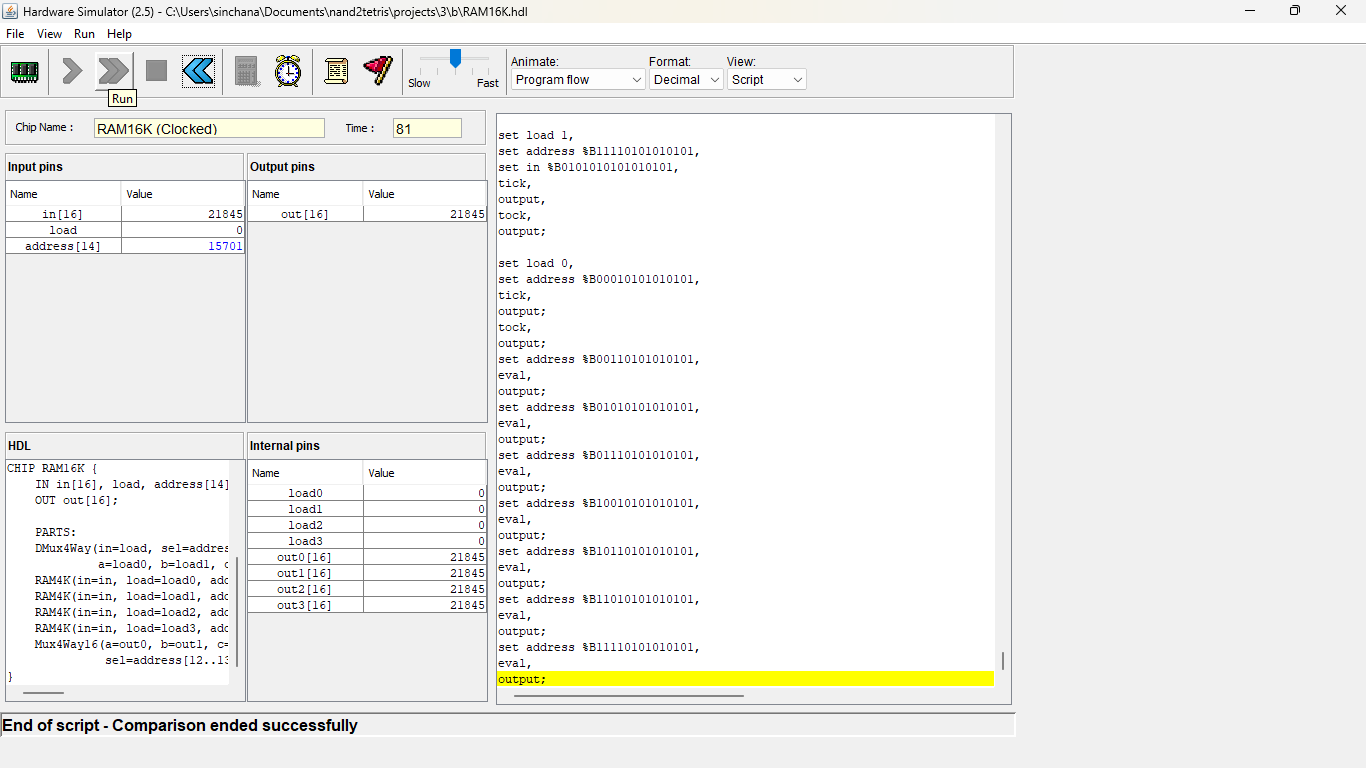 Hardware Simulator (2.5) - C:\Users\sinchana\Documents\nand2tetris\projects\3\b\RAM16K.hdl
File View Run Help
Animate: Format: View:
Slow Fast Program flow Decimal Script
Run
Chip Name : RAM16K (Clocked) Time : 81
Input pins
Name Value
in[16] 21845
load 0
address[14] 15701
Output pins
Name Value
out[16] 21845
HDL
CHIP RAM16K {
IN in[16], load, address[14]
OUT out[16];
PARTS:
DMux4Way(in=load, sel=addres
a=load0, b=load1, c
RAM4K(in=in, load=load0, add
RAM4K(in=in, load=load1, add
RAM4K(in=in, load=load2, add
RAM4K(in=in, load=load3, add
Mux4Way16(a=out0, b=out1, c=
sel=address[12..13
}
Internal pins
Name Value
load0 0
load1 0
load2 0
load3 0
out0[16] 21845
out1[16] 21845
out2[16] 21845
out3[16] 21845
set load 1,
set address %B11110101010101,
set in %B0101010101010101,
tick,
output,
tock,
output;
set load 0,
set address %B00010101010101,
tick,
output;
tock,
output;
set address %B00110101010101,
eval,
output;
set address %B01010101010101,
eval,
output;
set address %B01110101010101,
eval,
output;
set address %B10010101010101,
eval,
output;
set address %B10110101010101,
eval,
output;
set address %B11010101010101,
eval,
output;
set address %B11110101010101,
eval,
output;
End of script - Comparison ended successfully